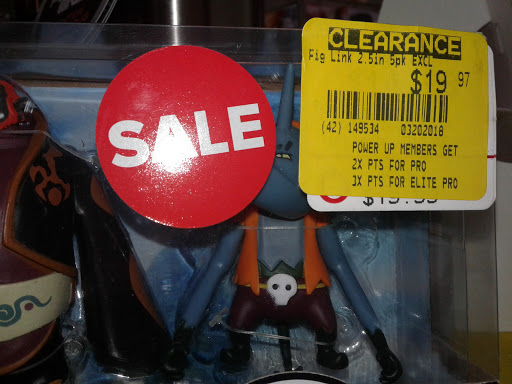 SALE
CLEARANCE
Fig Link 2.5in 5pk EXCL
$19 97
(42) 149534 03202018
POWER UP MEMBERS GET
2X PTS FOR PRO
3X PTS FOR ELITE PRO